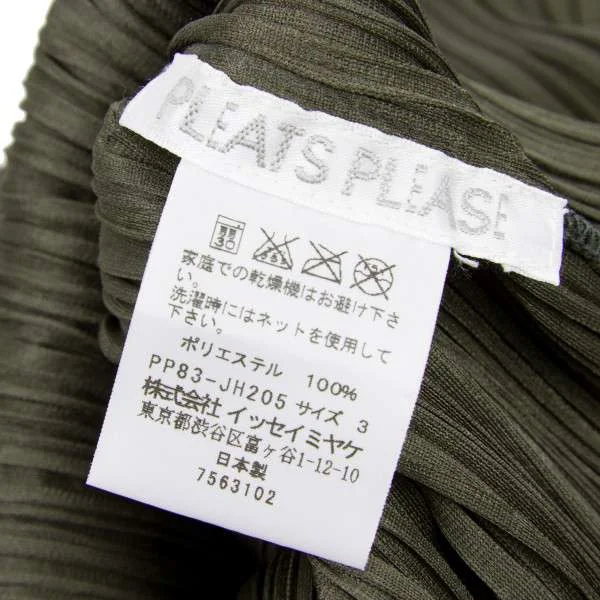 PLEATS PLEASE
30
家庭での乾燥機はお避け下さ
い。
洗濯時にはネットを使用して
下さい。
ポリエステル 100%
PP83-JH205 サイズ 3
株式会社 イッセイミヤケ
東京都渋谷区富ヶ谷1-12-10
日本製
7563102